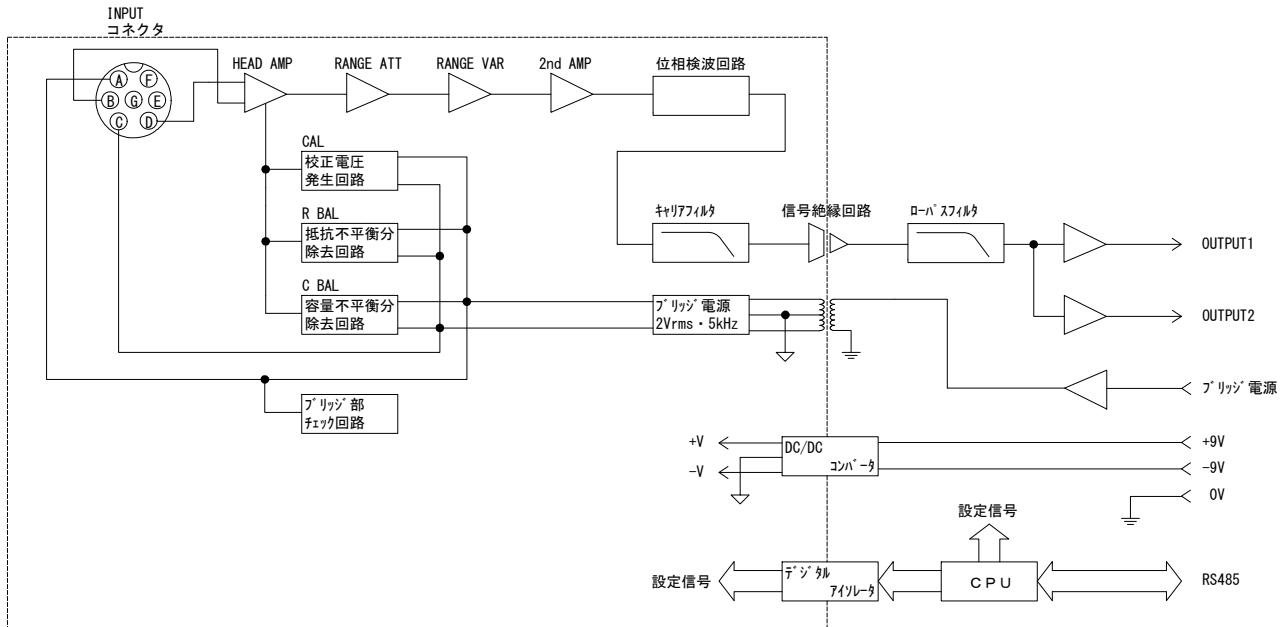 INPUT
コネクタ
A
F
B
G
E
C
D
HEAD AMP
RANGE ATT
RANGE VAR
2nd AMP
位相検波回路
CAL
校正電圧
発生回路
R BAL
抵抗不平衡分
除去回路
C BAL
容量不平衡分
除去回路
ｷｬﾘｱﾌｨﾙﾀ
信号絶縁回路
ﾛｰﾊﾟｽﾌｨﾙﾀ
OUTPUT1
OUTPUT2
ﾌﾞﾘｯｼﾞ電源
2Vrms・5kHz
ﾌﾞﾘｯｼﾞ電源
ﾌﾞﾘｯｼﾞ部
ﾁｪｯｸ回路
+V
-V
DC/DC
ｺﾝﾊﾞｰﾀ
+9V
-9V
0V
設定信号
設定信号
ﾃﾞｼﾞﾀﾙ
ｱｲｿﾚｰﾀ
ＣＰＵ
RS485